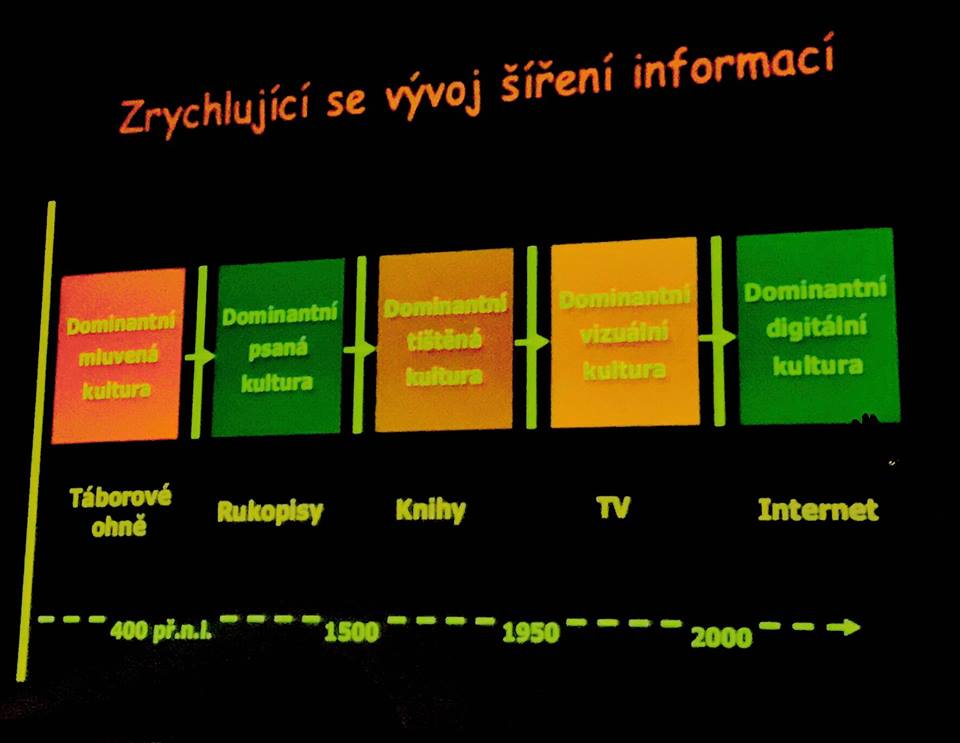 Zrychlující se vývoj šíření informací
Dominantní
mluvená
kultura
Dominantní
psaná
kultura
Dominantní
tištěná
kultura
Dominantní
vizuální
kultura
Dominantní
digitální
kultura
Táborové
ohně
Rukopisy
Knihy
TV
Internet
400 př.n.l.
1500
1950
2000